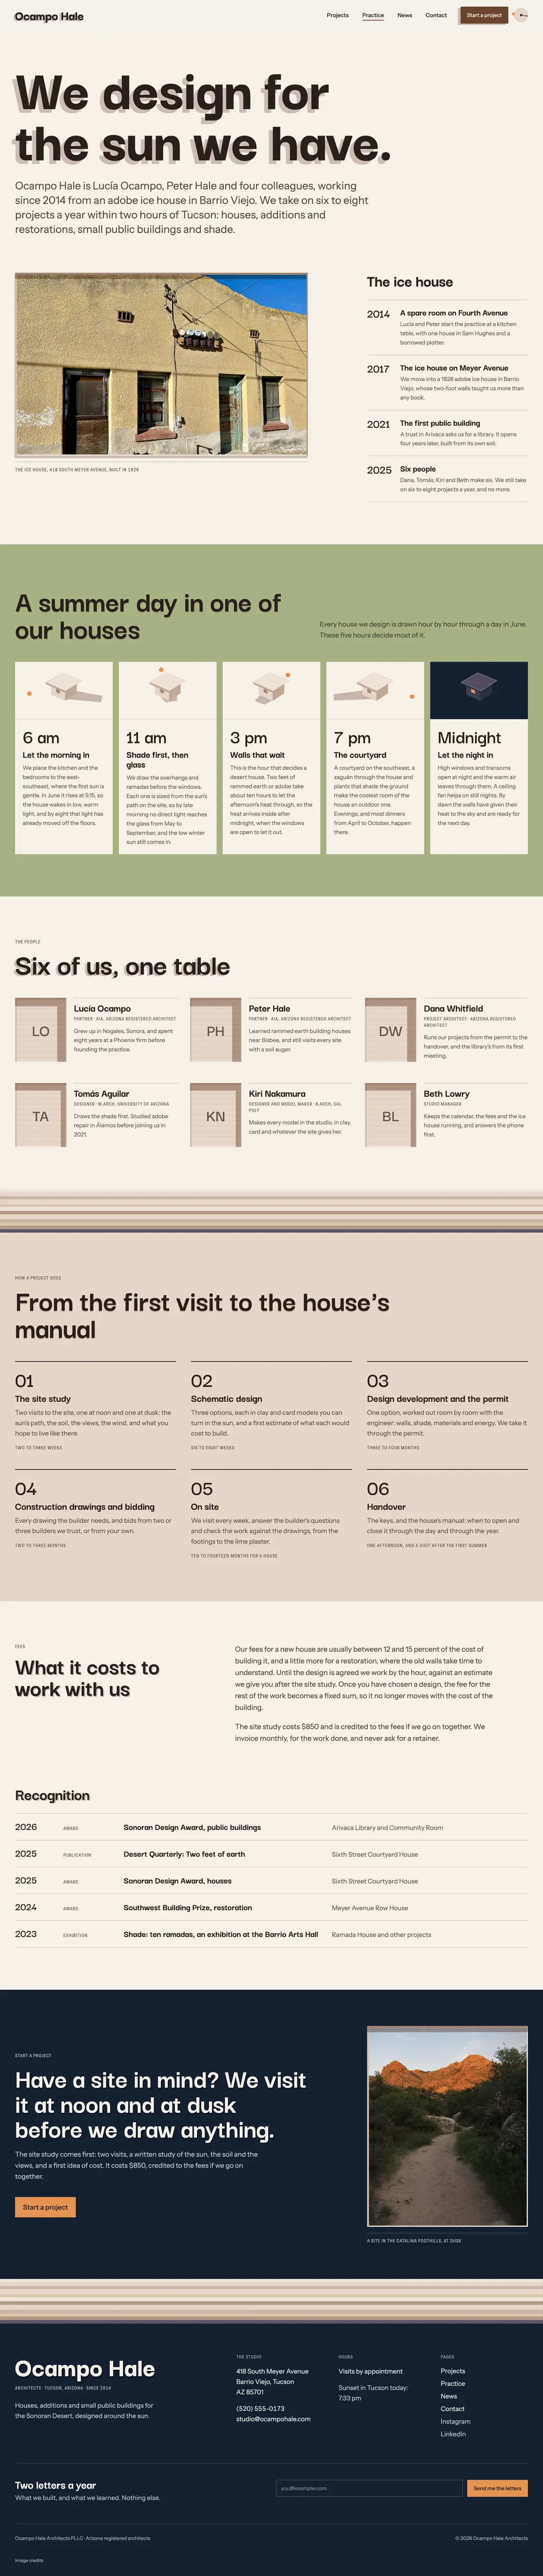 Ocampo Hale
Projects
Practice
News
Contact
Start a project
We design for
the sun we have.
Ocampo Hale is Lucía Ocampo, Peter Hale and four colleagues, working
since 2014 from an adobe ice house in Barrio Viejo. We take on six to eight
projects a year within two hours of Tucson: houses, additions and
restorations, small public buildings and shade.
THE ICE HOUSE, 418 SOUTH MEYER AVENUE, BUILT IN 1928
The ice house
2014
A spare room on Fourth Avenue
Lucía and Peter start the practice at a kitchen
table, with one house in Sam Hughes and a
borrowed plotter.
2017
The ice house on Meyer Avenue
We move into a 1928 adobe ice house in Barrio
Viejo, whose two-foot walls taught us more than
any book.
2021
The first public building
A trust in Arivaca asks us for a library. It opens
four years later, built from its own soil.
2025
Six people
Dana, Tomás, Kiri and Beth make six. We still take
on six to eight projects a year, and no more.
A summer day in one of
our houses
Every house we design is drawn hour by hour through a day in June.
These five hours decide most of it.
6 am
Let the morning in
We place the kitchen and the
bedrooms to the east-
southeast, where the first sun is
gentle. In June it rises at 5:15, so
the house wakes in low, warm
light, and by eight that light has
already moved off the floors.
11 am
Shade first, then
glass
We draw the overhangs and
ramadas before the windows.
Each one is sized from the sun's
path on the site, so by late
morning no direct light reaches
the glass from May to
September, and the low winter
sun still comes in.
3 pm
Walls that wait
This is the hour that decides a
desert house. Two feet of
rammed earth or adobe takes
about ten hours to let the
afternoon's heat through, so the
heat arrives inside after
midnight, when the windows
are open to let it out.
7 pm
The courtyard
A courtyard on the southeast, a
zaguán through the house and
plants that shade the ground
make the coolest room of the
house an outdoor one.
Evenings, and most dinners
from April to October, happen
there.
Midnight
Let the night in
High windows and transoms
open at night and the warm air
leaves through them. A ceiling
fan helps on still nights. By
dawn the walls have given their
heat to the sky and are ready for
the next day.
THE PEOPLE
Six of us, one table
LO
Lucía Ocampo
PARTNER · AIA, ARIZONA REGISTERED ARCHITECT
Grew up in Nogales, Sonora, and spent
eight years at a Phoenix firm before
founding the practice.
PH
Peter Hale
PARTNER · AIA, ARIZONA REGISTERED ARCHITECT
Learned rammed earth building houses
near Bisbee, and still visits every site
with a soil auger.
DW
Dana Whitfield
PROJECT ARCHITECT · ARIZONA REGISTERED
ARCHITECT
Runs our projects from the permit to the
handover, and the library's from its first
meeting.
TA
Tomás Aguilar
DESIGNER · M.ARCH, UNIVERSITY OF ARIZONA
Draws the shade first. Studied adobe
repair in Álamos before joining us in
2021.
KN
Kiri Nakamura
DESIGNER AND MODEL MAKER · B.ARCH, CAL
POLY
Makes every model in the studio, in clay,
card and whatever the site gives her.
BL
Beth Lowry
STUDIO MANAGER
Keeps the calendar, the fees and the ice
house running, and answers the phone
first.
HOW A PROJECT GOES
From the first visit to the house's
manual
01
The site study
Two visits to the site, one at noon and one at dusk: the
sun's path, the soil, the views, the wind, and what you
hope to live like there.
TWO TO THREE WEEKS
02
Schematic design
Three options, each in clay and card models you can
turn in the sun, and a first estimate of what each would
cost to build.
SIX TO EIGHT WEEKS
03
Design development and the permit
One option, worked out room by room with the
engineer: walls, shade, materials and energy. We take it
through the permit.
THREE TO FOUR MONTHS
04
Construction drawings and bidding
Every drawing the builder needs, and bids from two or
three builders we trust, or from your own.
TWO TO THREE MONTHS
05
On site
We visit every week, answer the builder's questions
and check the work against the drawings, from the
footings to the lime plaster.
TEN TO FOURTEEN MONTHS FOR A HOUSE
06
Handover
The keys, and the house's manual: when to open and
close it through the day and through the year.
ONE AFTERNOON, AND A VISIT AFTER THE FIRST SUMMER
FEES
What it costs to
work with us
Our fees for a new house are usually between 12 and 15 percent of the cost of
building it, and a little more for a restoration, where the old walls take time to
understand. Until the design is agreed we work by the hour, against an estimate
we give you after the site study. Once you have chosen a design, the fee for the
rest of the work becomes a fixed sum, so it no longer moves with the cost of the
building.
The site study costs $850 and is credited to the fees if we go on together. We
invoice monthly, for the work done, and never ask for a retainer.
Recognition
2026
AWARD
Sonoran Design Award, public buildings
Arivaca Library and Community Room
2025
PUBLICATION
Desert Quarterly: Two feet of earth
Sixth Street Courtyard House
2025
AWARD
Sonoran Design Award, houses
Sixth Street Courtyard House
2024
AWARD
Southwest Building Prize, restoration
Meyer Avenue Row House
2023
EXHIBITION
Shade: ten ramadas, an exhibition at the Barrio Arts Hall
Ramada House and other projects
START A PROJECT
Have a site in mind? We visit
it at noon and at dusk
before we draw anything.
The site study comes first: two visits, a written study of the sun, the soil and the
views, and a first idea of cost. It costs $850, credited to the fees if we go on
together.
Start a project
A SITE IN THE CATALINA FOOTHILLS, AT DUSK
Ocampo Hale
ARCHITECTS · TUCSON, ARIZONA · SINCE 2014
Houses, additions and small public buildings for
the Sonoran Desert, designed around the sun.
THE STUDIO
418 South Meyer Avenue
Barrio Viejo, Tucson
AZ 85701
(520) 555-0173
studio@ocampohale.com
HOURS
Visits by appointment
Sunset in Tucson today:
7:33 pm
PAGES
Projects
Practice
News
Contact
Instagram
LinkedIn
Two letters a year
What we built, and what we learned. Nothing else.
you@example.com
Send me the letters
Ocampo Hale Architects PLLC · Arizona registered architects
© 2026 Ocampo Hale Architects
Image credits